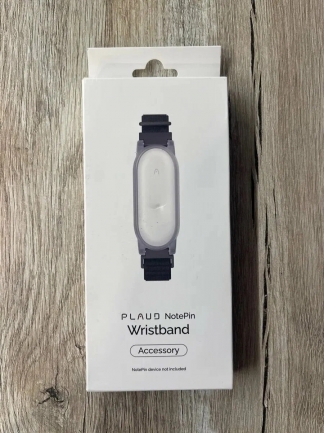 PLAUD NotePin
Wristband
Accessory
NotePin device not included